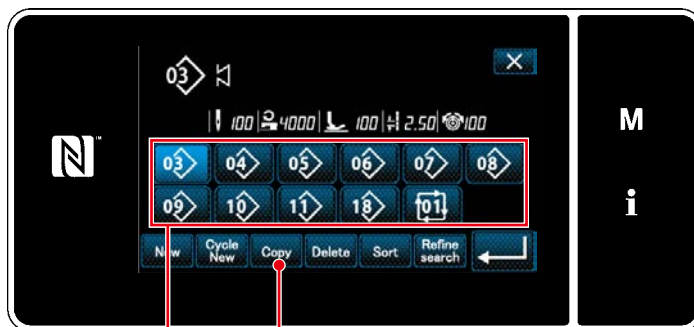 03
100 4000 100 2.50 100
M
N™
03 04 05 06 07 08
i
09 10 11 18 01
New Cycle New Copy Delete Sort Refine search